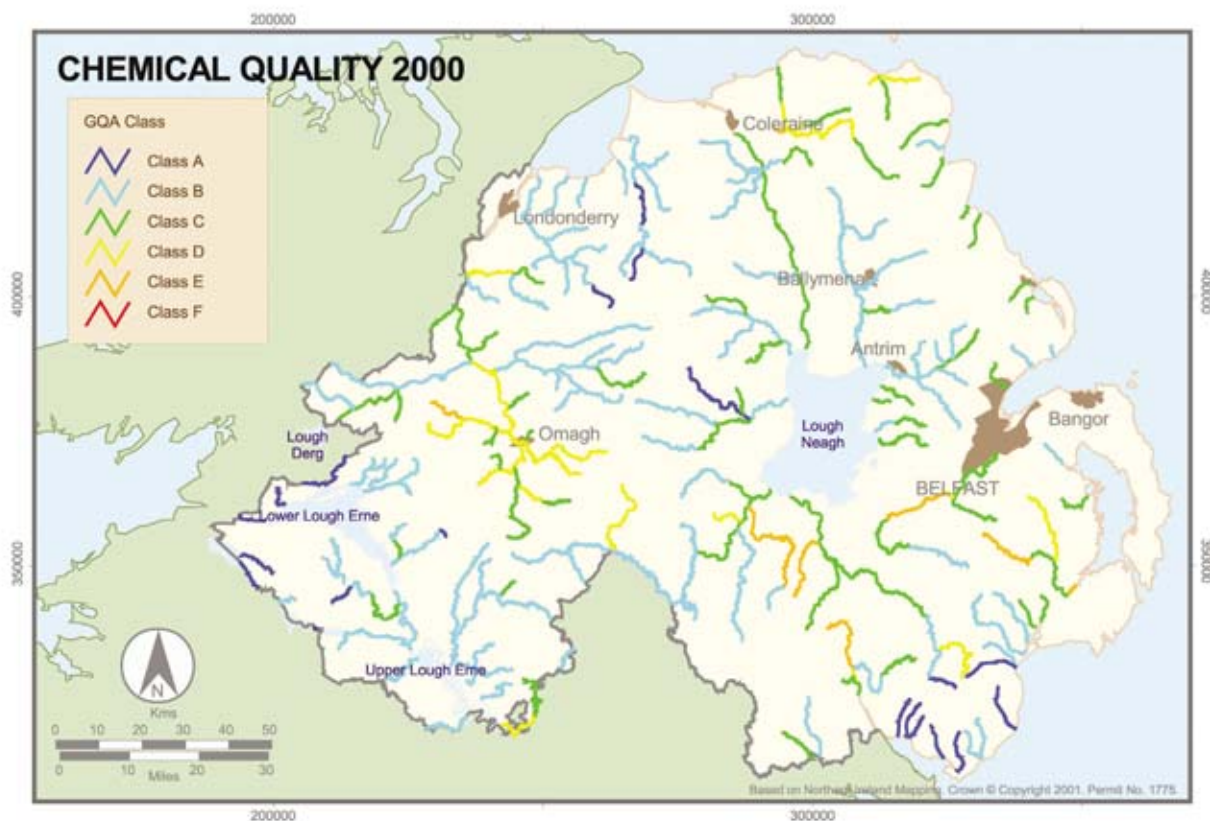 200000
300000
CHEMICAL QUALITY 2000
GQA Class
Class A
Class B
Class C
Class D
Class E
Class F
Coleraine
Londonderry
400000
400000
Ballymena
Antrim
Bangor
Lough
Derg
Omagh
Lough
Neagh
BELFAST
Lower Lough Erne
350000
350000
Upper Lough Erne
N
Kms
0 10 20 30 40 50
0 10 20 30
Miles
Based on Northern Ireland Mapping. Crown © Copyright 2001. Permit No. 1775.
200000
300000